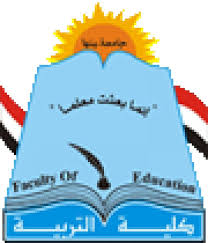 جامعة بنها
" إنما بعثت معلما "
Faculty Of Education
كلية التربية